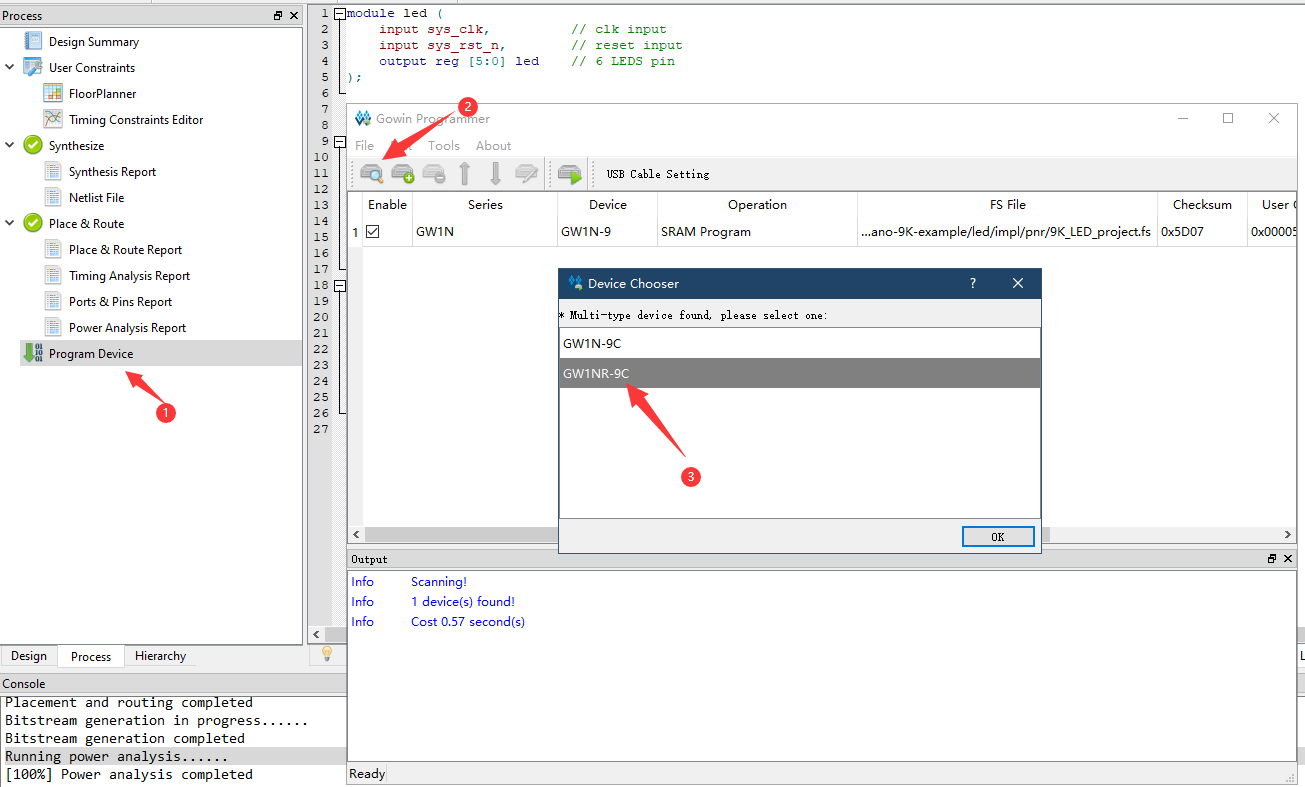 Process
Design Summary
User Constraints
FloorPlanner
Timing Constraints Editor
Synthesize
Synthesis Report
Netlist File
Place & Route
Place & Route Report
Timing Analysis Report
Ports & Pins Report
Power Analysis Report
Program Device
1
Design Process Hierarchy
1 module led (
2 input sys_clk, // clk input
3 input sys_rst_n, // reset input
4 output reg [5:0] led // 6 LEDS pin
5 );
6
7
8
9
10
11
12
13
14
15
16
17
18
19
20
21
22
23
24
25
26
27
2
Gowin Programmer
File Tools About
USB Cable Setting
Enable Series Device Operation FS File Checksum User
1 GW1N GW1N-9 SRAM Program ...ano-9K-example/led/impl/pnr/9K_LED_project.fs 0x5D07 0x00005
Device Chooser ?
* Multi-type device found, please select one:
GW1N-9C
GW1NR-9C
3
OK
Output
Info Scanning!
Info 1 device(s) found!
Info Cost 0.57 second(s)
Ready
Console
Placement and routing completed
Bitstream generation in progress......
Bitstream generation completed
Running power analysis......
[100%] Power analysis completed